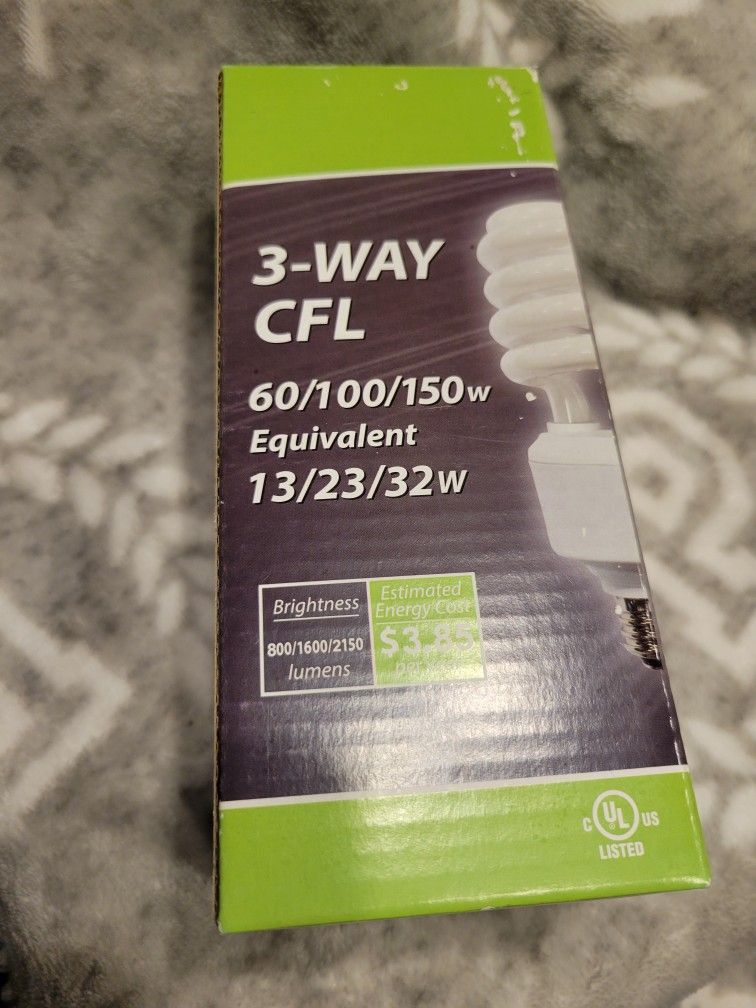 3-WAY
CFL
60/100/150W
Equivalent
13/23/32W
Brightness
800/1600/2150
lumens
Estimated
Energy Cost
$3.85
per
C UL US
®
LISTED